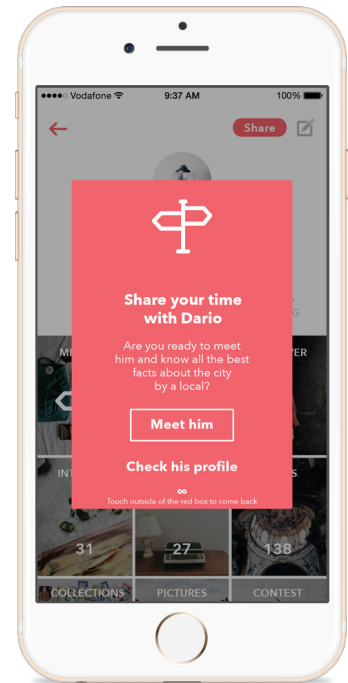 Vodafone 9:37 AM 100%
Share
Share your time
with Dario
Are you ready to meet
him and know all the best
facts about the city
by a local?
Meet him
Check his profile
∞
Touch outside of the red box to come back
31 27 138
COLLECTIONS PICTURES CONTEST